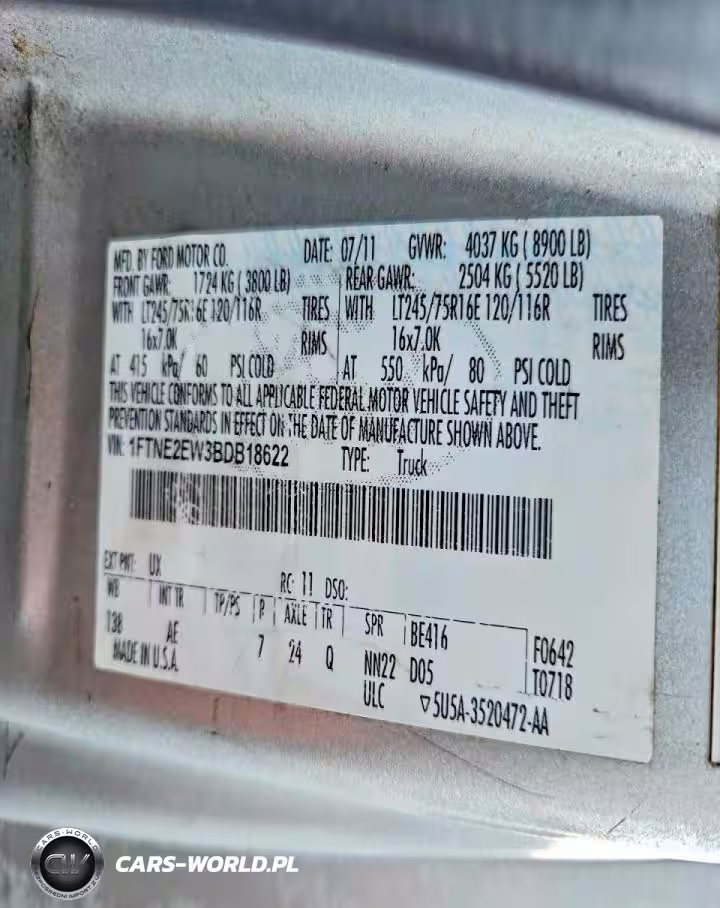 MFD. BY FORD MOTOR CO. DATE: 07/11 GVWR: 4037 KG ( 8900 LB)
FRONT GAWR: 1724 KG ( 3800 LB) REAR GAWR: 2504 KG ( 5520 LB)
WITH LT245/75R16E 120/116R TIRES WITH LT245/75R16E 120/116R TIRES
16x7.0K RIMS 16x7.0K RIMS
AT 415 kPa/ 60 PSI COLD AT 550 kPa/ 80 PSI COLD
THIS VEHICLE CONFORMS TO ALL APPLICABLE FEDERAL MOTOR VEHICLE SAFETY AND THEFT
PREVENTION STANDARDS IN EFFECT ON THE DATE OF MANUFACTURE SHOWN ABOVE.
VIN: 1FTNE2EW3BDB18622 TYPE: Truck
EXT PNT: UX RC: 11 DSO:
WB INT TR TP/PS R AXLE TR SPR BE416 F0642
138 AE 7 24 Q NN22 D05 T0718
MADE IN U.S.A. ULC ▽5U5A-3520472-AA
CARS-WORLD
CW
CARS-WORLD.PL